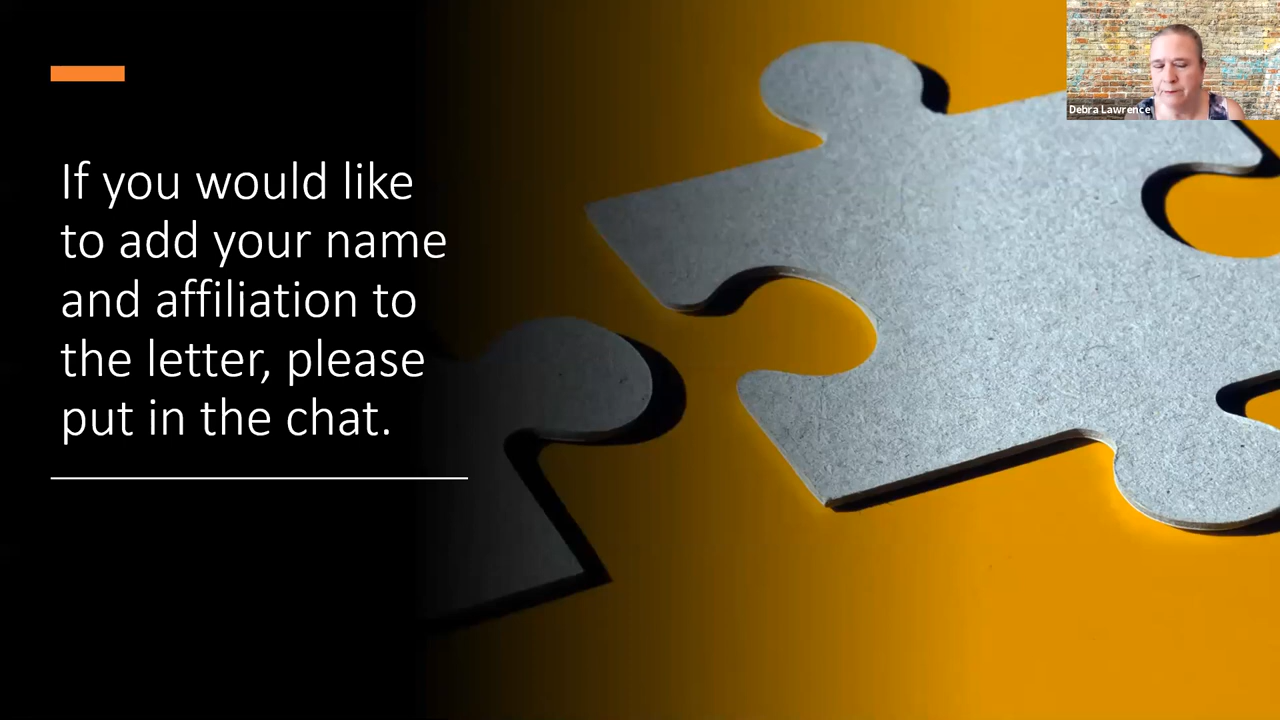 If you would like
to add your name
and affiliation to
the letter, please
put in the chat.
Debra Lawrence